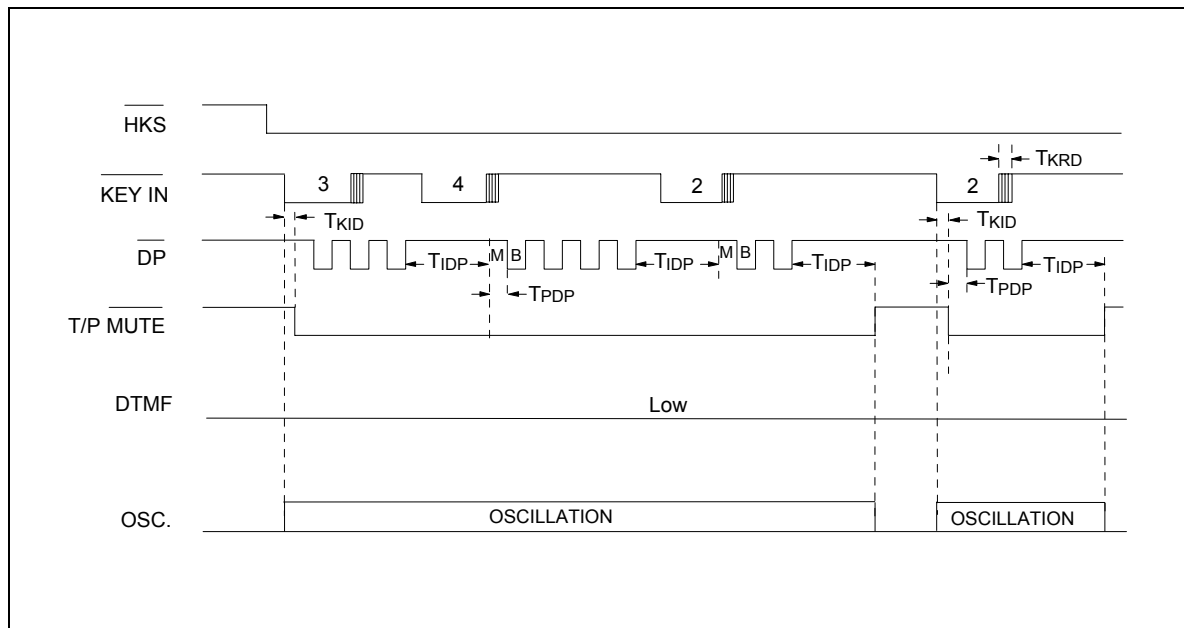 HKS
TKRD
KEY IN
3
4
2
2
TKID
TKID
DP
M B
TIDP
TIDP
M B
TIDP
TIDP
TPDP
TPDP
T/P MUTE
DTMF
Low
OSC.
OSCILLATION
OSCILLATION